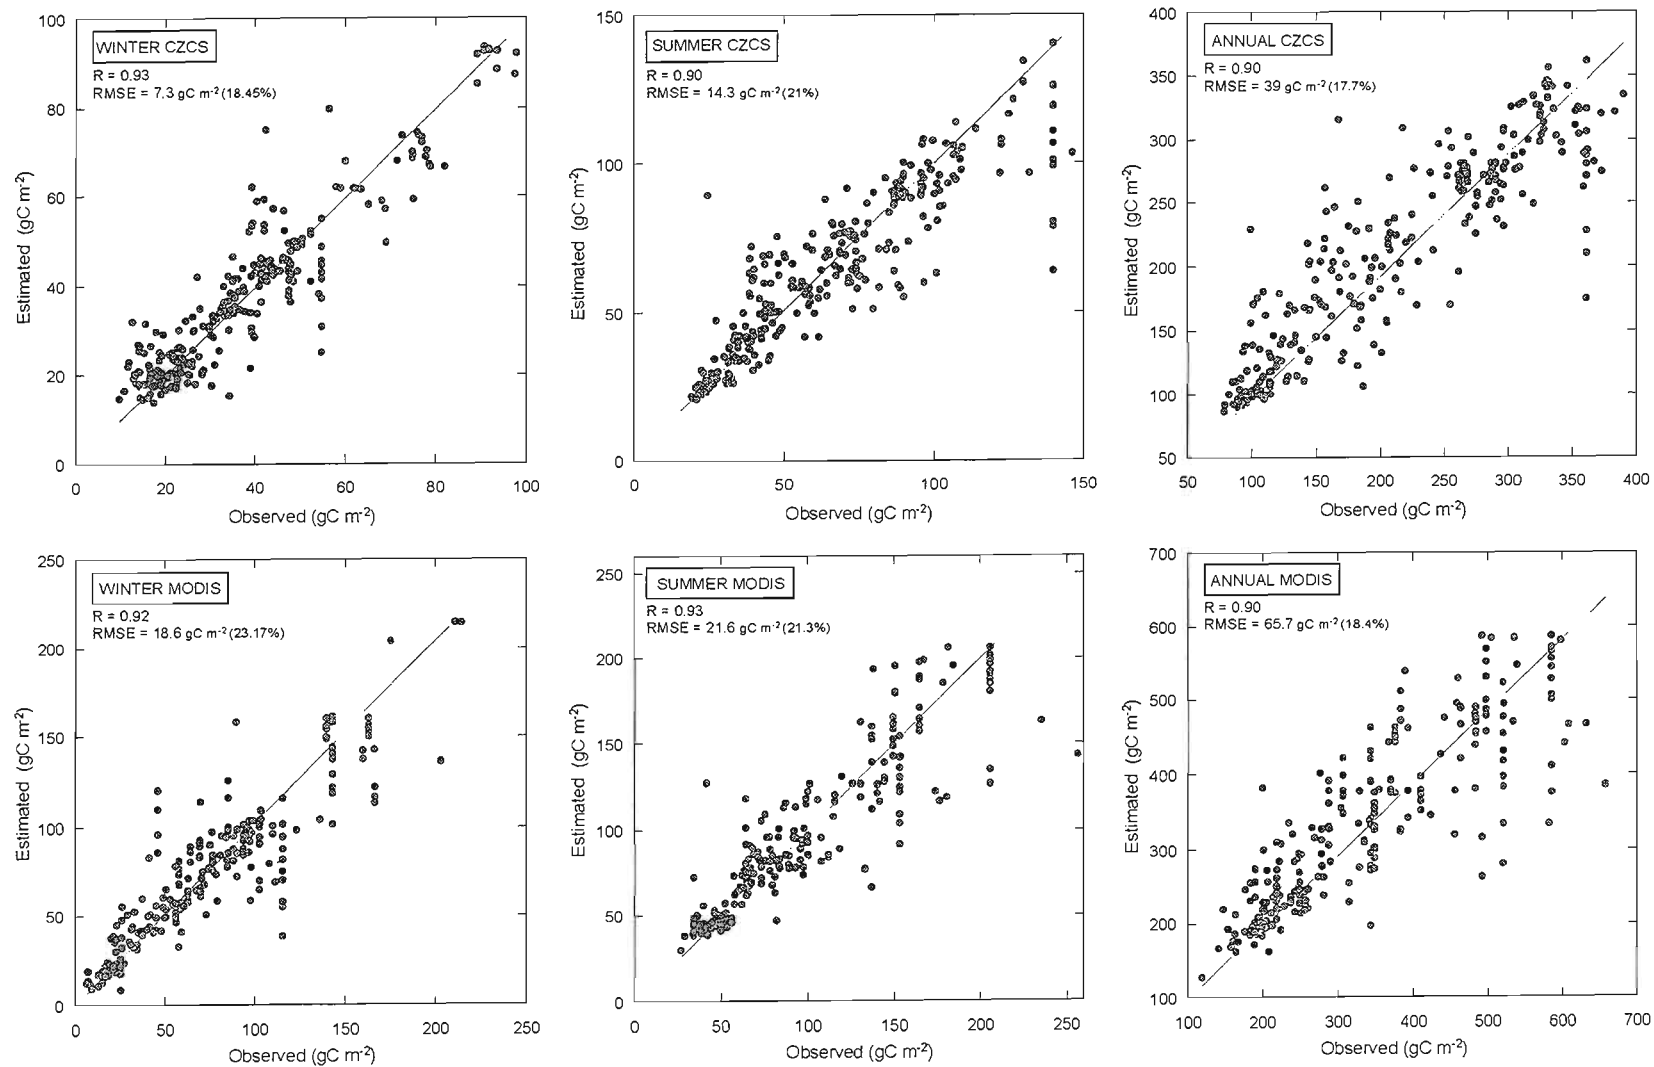 WINTER CZCS
R = 0.93
RMSE = 7.3 gC m⁻² (18.45%)
100
80
60
40
20
0
Estimated (gC m⁻²)
0 20 40 60 80 100
Observed (gC m⁻²)
SUMMER CZCS
R = 0.90
RMSE = 14.3 gC m⁻² (21%)
150
100
50
0
Estimated (gC m⁻²)
0 50 100 150
Observed (gC m⁻²)
ANNUAL CZCS
R = 0.90
RMSE = 39 gC m⁻² (17.7%)
400
350
300
250
200
150
100
50
Estimated (gC m⁻²)
50 100 150 200 250 300 350 400
Observed (gC m⁻²)
WINTER MODIS
R = 0.92
RMSE = 18.6 gC m⁻² (23.17%)
250
200
150
100
50
0
Estimated (gC m⁻²)
0 50 100 150 200 250
Observed (gC m⁻²)
SUMMER MODIS
R = 0.93
RMSE = 21.6 gC m⁻² (21.3%)
250
200
150
100
50
0
Estimated (gC m⁻²)
0 50 100 150 200 250
Observed (gC m⁻²)
ANNUAL MODIS
R = 0.90
RMSE = 65.7 gC m⁻² (18.4%)
700
600
500
400
300
200
100
Estimated (gC m⁻²)
100 200 300 400 500 600 700
Observed (gC m⁻²)